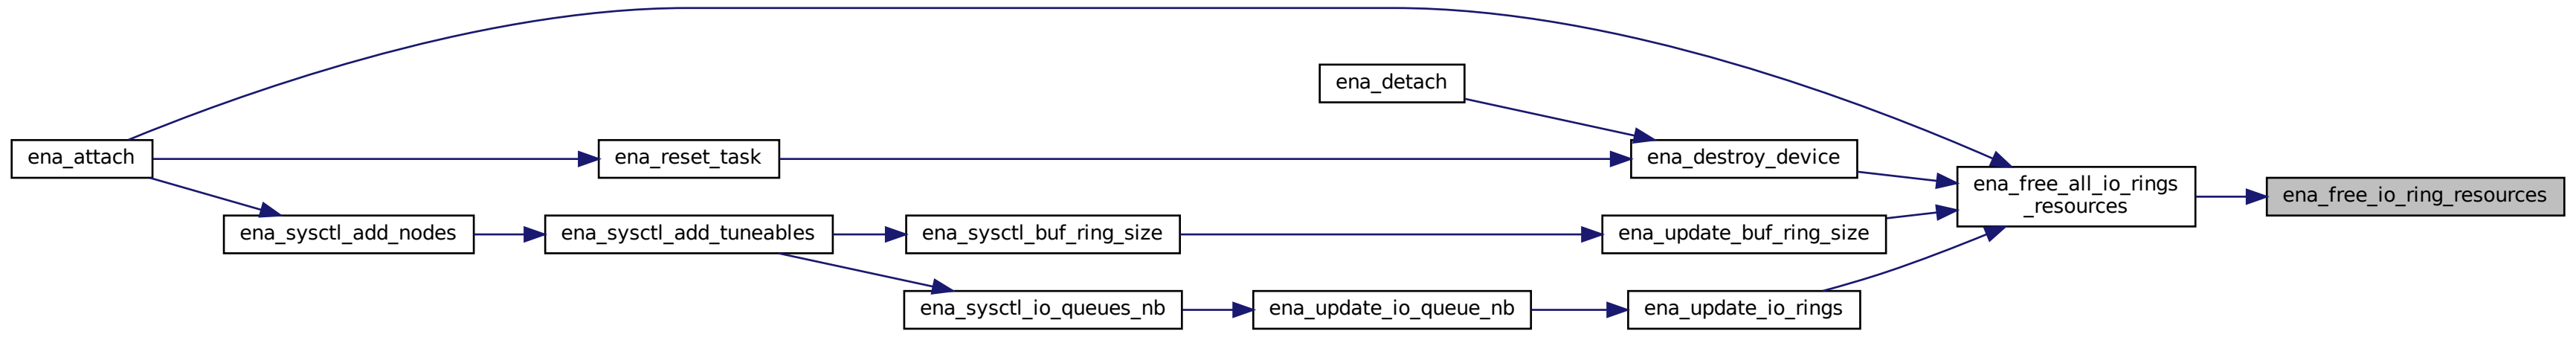 ena_detach
ena_attach
ena_reset_task
ena_destroy_device
ena_free_all_io_rings
_resources
ena_free_io_ring_resources
ena_sysctl_add_nodes
ena_sysctl_add_tuneables
ena_sysctl_buf_ring_size
ena_update_buf_ring_size
ena_sysctl_io_queues_nb
ena_update_io_queue_nb
ena_update_io_rings